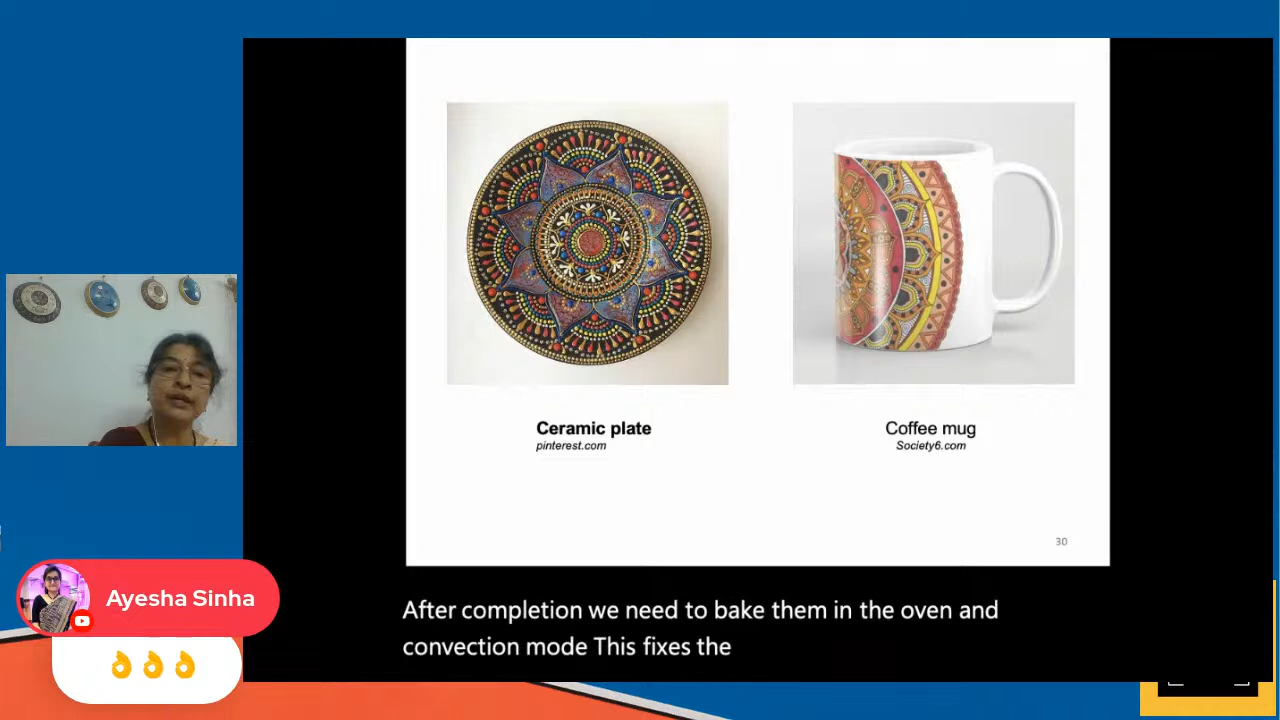 Ceramic plate
pinterest.com
Coffee mug
Society6.com
30
Ayesha Sinha
👌👌👌
After completion we need to bake them in the oven and
convection mode This fixes the